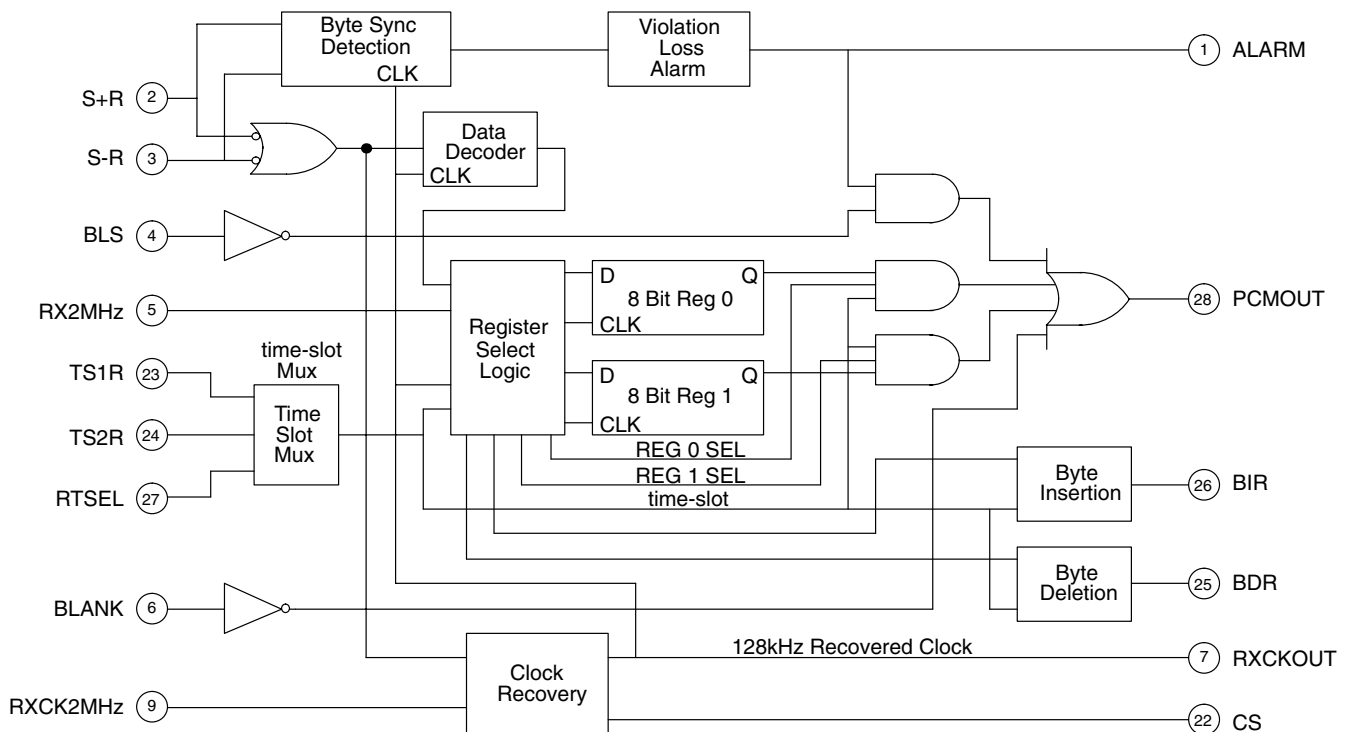 Byte Sync
Detection
CLK
Violation
Loss
Alarm
1 ALARM
S+R 2
S-R 3
Data
Decoder
CLK
BLS 4
RX2MHz 5
Register
Select
Logic
D Q
8 Bit Reg 0
CLK
D Q
8 Bit Reg 1
CLK
28 PCMOUT
time-slot
Mux
TS1R 23
TS2R 24
RTSEL 27
Time
Slot
Mux
REG 0 SEL
REG 1 SEL
time-slot
Byte
Insertion
26 BIR
Byte
Deletion
25 BDR
BLANK 6
128kHz Recovered Clock
7 RXCKOUT
Clock
Recovery
RXCK2MHz 9
22 CS